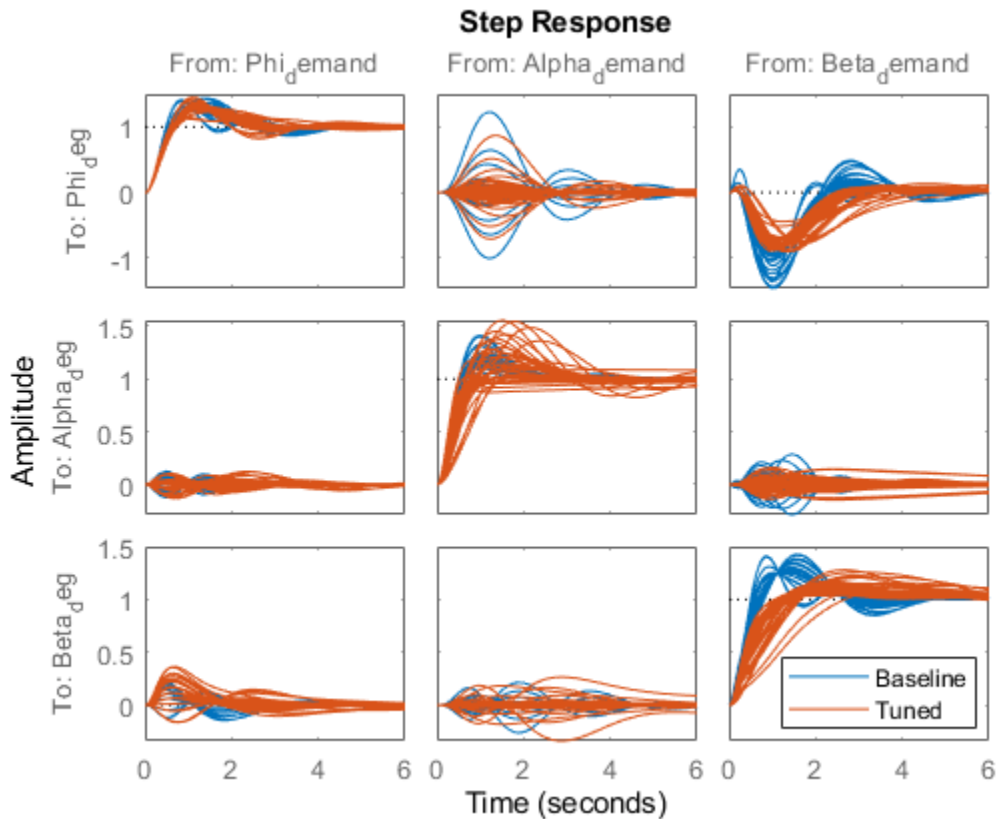 Step Response
From: Phi_demand From: Alpha_demand From: Beta_demand
To: Phi_deg
1
0
-1
Amplitude
To: Alpha_deg
1.5
1
0.5
0
To: Beta_deg
1.5
1
0.5
0
Baseline
Tuned
0 2 4 6 0 2 4 6 0 2 4 6
Time (seconds)